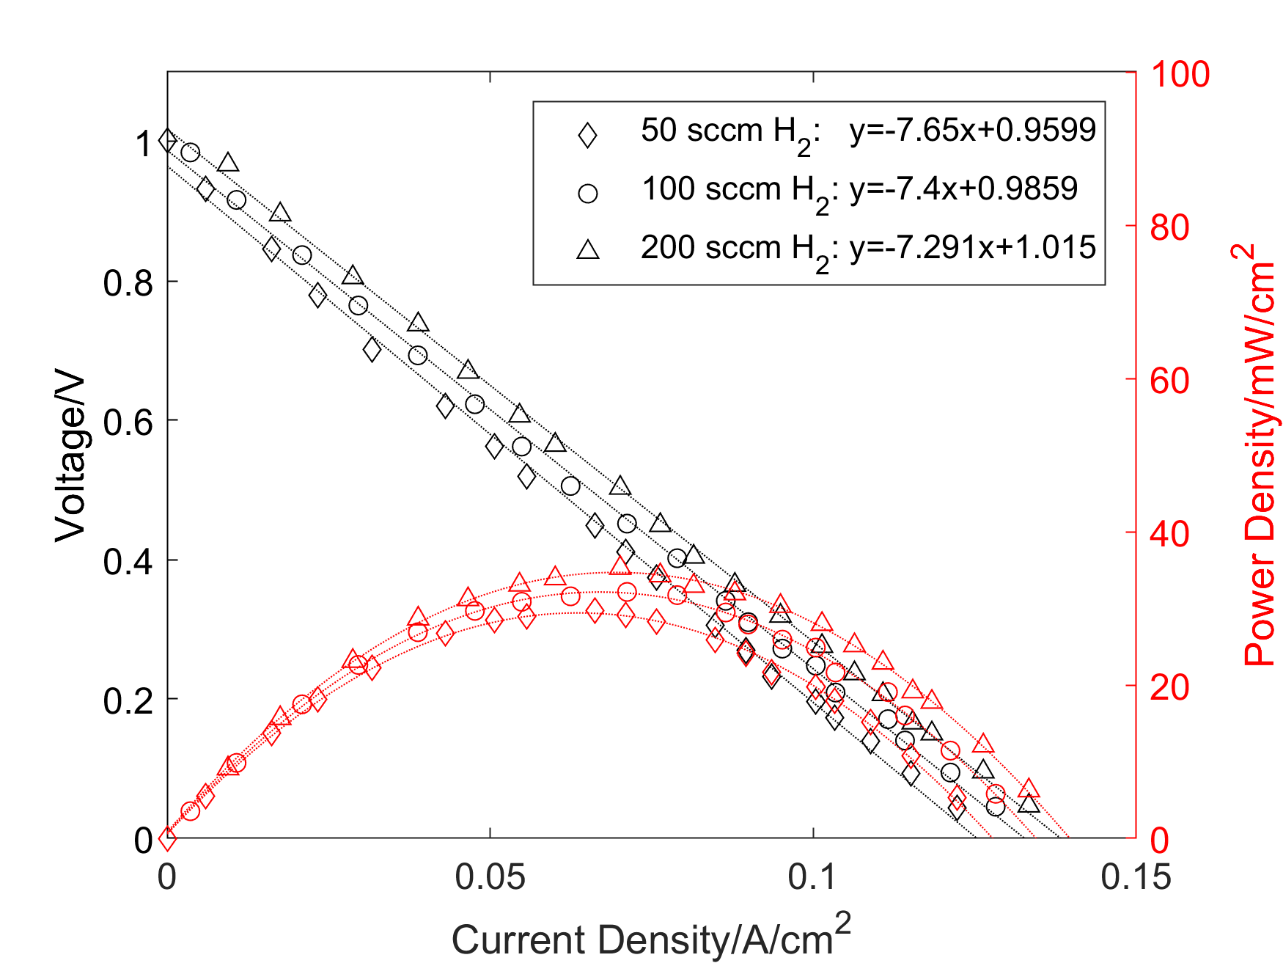 50 sccm H2: y=-7.65x+0.9599
100 sccm H2: y=-7.4x+0.9859
200 sccm H2: y=-7.291x+1.015
Voltage/V
1
0.8
0.6
0.4
0.2
0
100
80
60
40
20
0
Power Density/mW/cm2
0
0.05
0.1
0.15
Current Density/A/cm2